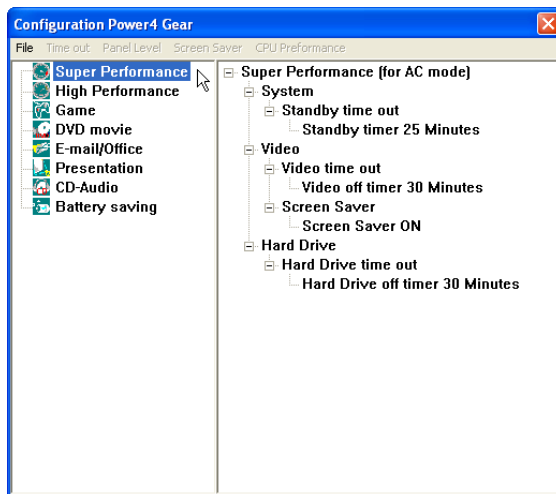 Configuration Power4 Gear
File Time out Panel Level Screen Saver CPU Preformance
Super Performance
High Performance
Game
DVD movie
E-mail/Office
Presentation
CD-Audio
Battery saving
Super Performance (for AC mode)
System
Standby time out
Standby timer 25 Minutes
Video
Video time out
Video off timer 30 Minutes
Screen Saver
Screen Saver ON
Hard Drive
Hard Drive time out
Hard Drive off timer 30 Minutes